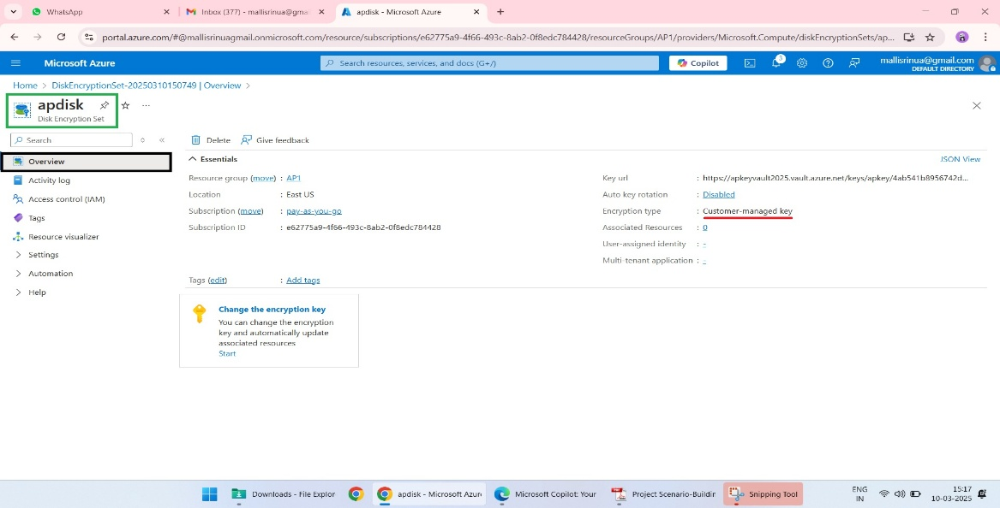 WhatsApp
Inbox (377) - mallisrinua@gmai
apdisk - Microsoft Azure
portal.azure.com/#@mallisrinuagmail.onmicrosoft.com/resource/subscriptions/e62775a9-4f66-493c-8ab2-0f8edc784428/resourceGroups/AP1/providers/Microsoft.Compute/diskEncryptionSets/ap...
Microsoft Azure
Search resources, services, and docs (G+/)
Copilot
3
mallisrinua@gmail.com
DEFAULT DIRECTORY
Home > DiskEncryptionSet-20250310150749 | Overview >
apdisk
Disk Encryption Set
Search
Overview
Activity log
Access control (IAM)
Tags
Resource visualizer
Settings
Automation
Help
Delete
Give feedback
Essentials
JSON View
Resource group (move) : AP1
Location : East US
Subscription (move) : pay-as-you-go
Subscription ID : e62775a9-4f66-493c-8ab2-0f8edc784428
Key url : https://apkeyvault2025.vault.azure.net/keys/apkey/4ab541b8956742d...
Auto key rotation : Disabled
Encryption type : Customer-managed key
Associated Resources : 0
User-assigned identity : -
Multi-tenant application : -
Tags (edit) : Add tags
Change the encryption key
You can change the encryption
key and automatically update
associated resources
Start
Downloads - File Explor
apdisk - Microsoft Azure
Microsoft Copilot: Your
Project Scenario-Buildin
Snipping Tool
ENG
IN
15:17
10-03-2025